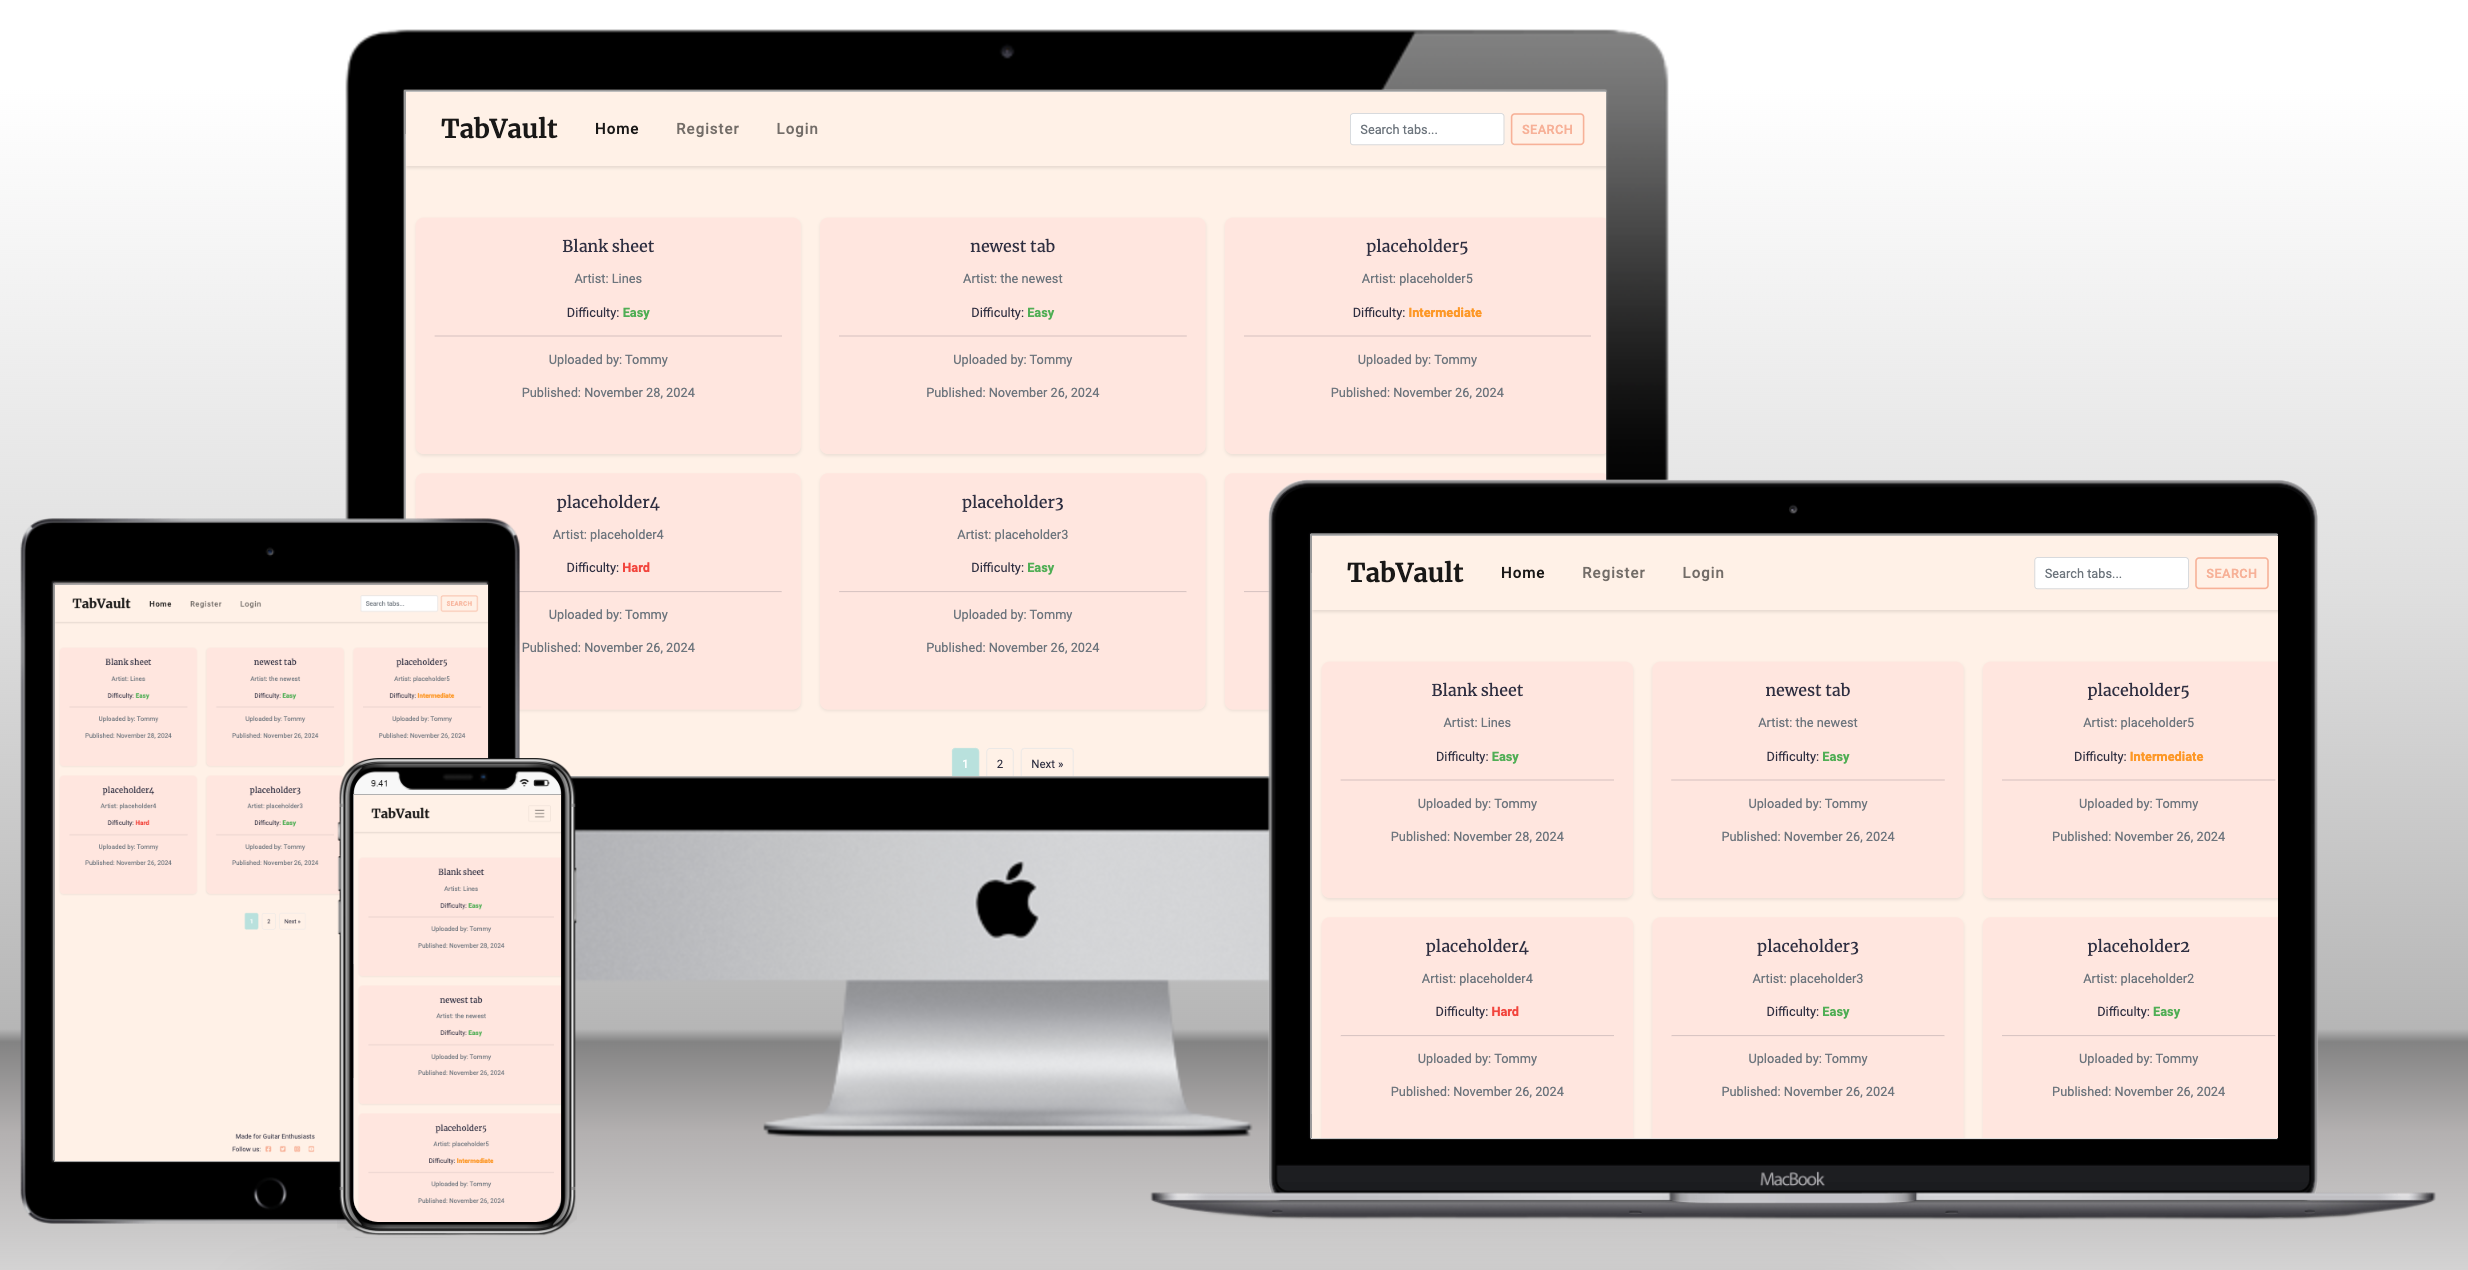 TabVault Home Register Login Search tabs... SEARCH
Blank sheet newest tab placeholder5
Artist: Lines Artist: the newest Artist: placeholder5
Difficulty: Easy Difficulty: Easy Difficulty: Intermediate
Uploaded by: Tommy Uploaded by: Tommy Uploaded by: Tommy
Published: November 28, 2024 Published: November 26, 2024 Published: November 26, 2024
placeholder4 placeholder3
Artist: placeholder4 Artist: placeholder3
Difficulty: Hard Difficulty: Easy
Uploaded by: Tommy Uploaded by: Tommy
Published: November 26, 2024 Published: November 26, 2024
1 2 Next »
TabVault Home Register Login Search tabs... SEARCH
Blank sheet newest tab placeholder5
Artist: Lines Artist: the newest Artist: placeholder5
Difficulty: Easy Difficulty: Easy Difficulty: Intermediate
Uploaded by: Tommy Uploaded by: Tommy Uploaded by: Tommy
Published: November 28, 2024 Published: November 26, 2024 Published: November 26, 2024
placeholder4 placeholder3
Artist: placeholder4 Artist: placeholder3
Difficulty: Hard Difficulty: Easy
Uploaded by: Tommy Uploaded by: Tommy
Published: November 26, 2024 Published: November 26, 2024
1 2 Next »
Made for Guitar Enthusiasts
Follow us:
9:41
TabVault
Blank sheet
Artist: Lines
Difficulty: Easy
Uploaded by: Tommy
Published: November 28, 2024
newest tab
Artist: the newest
Difficulty: Easy
Uploaded by: Tommy
Published: November 26, 2024
placeholder5
Artist: placeholder5
Difficulty: Intermediate
Uploaded by: Tommy
Published: November 26, 2024
TabVault Home Register Login Search tabs... SEARCH
Blank sheet newest tab placeholder5
Artist: Lines Artist: the newest Artist: placeholder5
Difficulty: Easy Difficulty: Easy Difficulty: Intermediate
Uploaded by: Tommy Uploaded by: Tommy Uploaded by: Tommy
Published: November 28, 2024 Published: November 26, 2024 Published: November 26, 2024
placeholder4 placeholder3 placeholder2
Artist: placeholder4 Artist: placeholder3 Artist: placeholder2
Difficulty: Hard Difficulty: Easy Difficulty: Easy
Uploaded by: Tommy Uploaded by: Tommy Uploaded by: Tommy
Published: November 26, 2024 Published: November 26, 2024 Published: November 26, 2024
MacBook